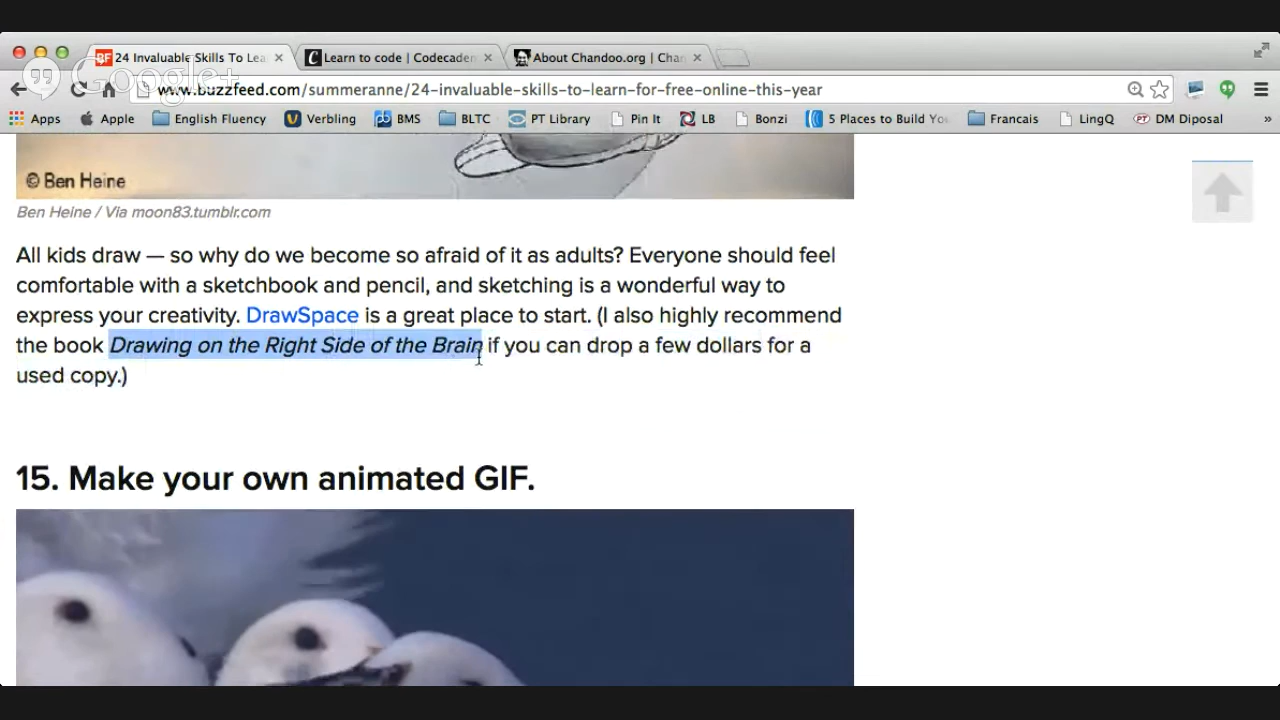 24 Invaluable Skills To Lea
Learn to code | Codecadem
About Chandoo.org | Chan
Google+
www.buzzfeed.com/summeranne/24-invaluable-skills-to-learn-for-free-online-this-year
Apps Apple English Fluency Verbling BMS BLTC PT Library Pin It LB Bonzi 5 Places to Build Yo Francais LingQ DM Diposal »
© Ben Heine
Ben Heine / Via moon83.tumblr.com
All kids draw — so why do we become so afraid of it as adults? Everyone should feel
comfortable with a sketchbook and pencil, and sketching is a wonderful way to
express your creativity. DrawSpace is a great place to start. (I also highly recommend
the book Drawing on the Right Side of the Brain if you can drop a few dollars for a
used copy.)
15. Make your own animated GIF.